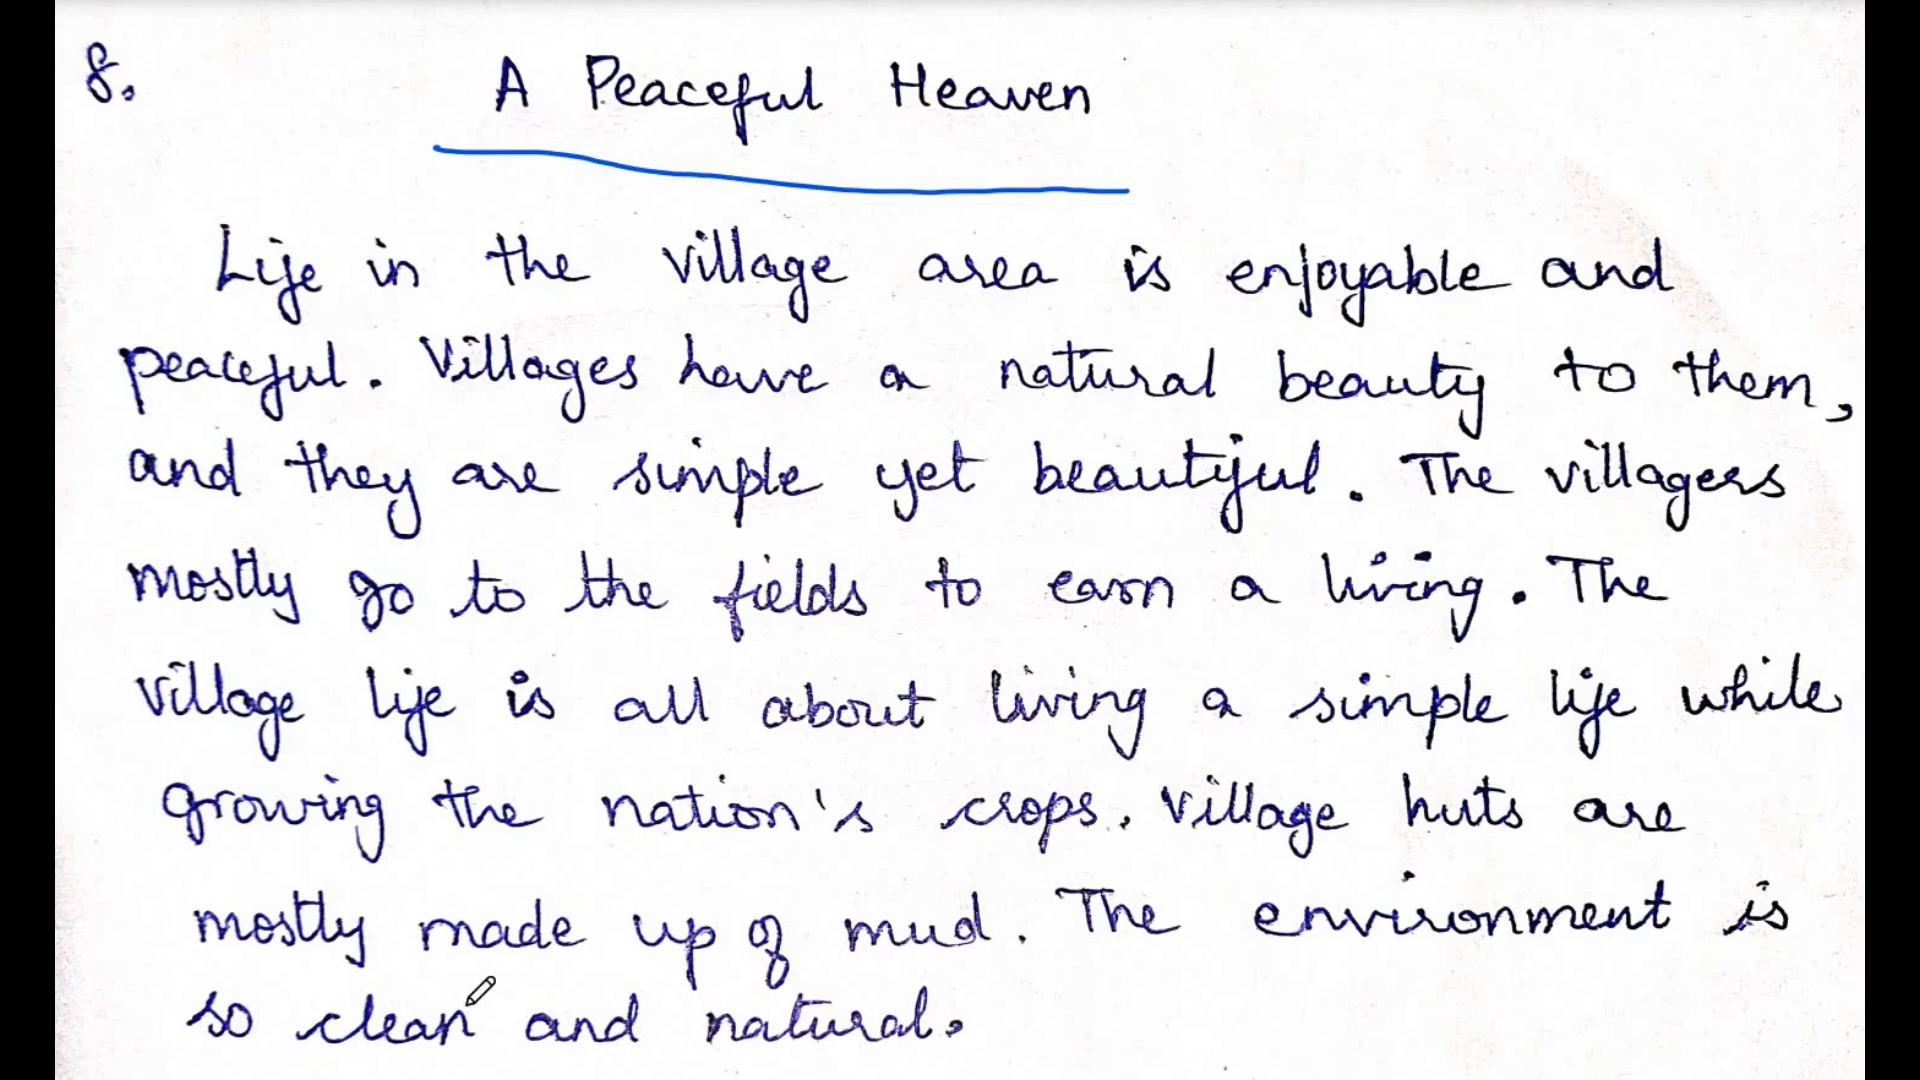 8. A Peaceful Heaven
Life in the village area is enjoyable and
peaceful. Villages have a natural beauty to them,
and they are simple yet beautiful. The villagers
mostly go to the fields to earn a living. The
village life is all about living a simple life while
growing the nation's crops. Village huts are
mostly made up of mud. The environment is
so clean and natural.